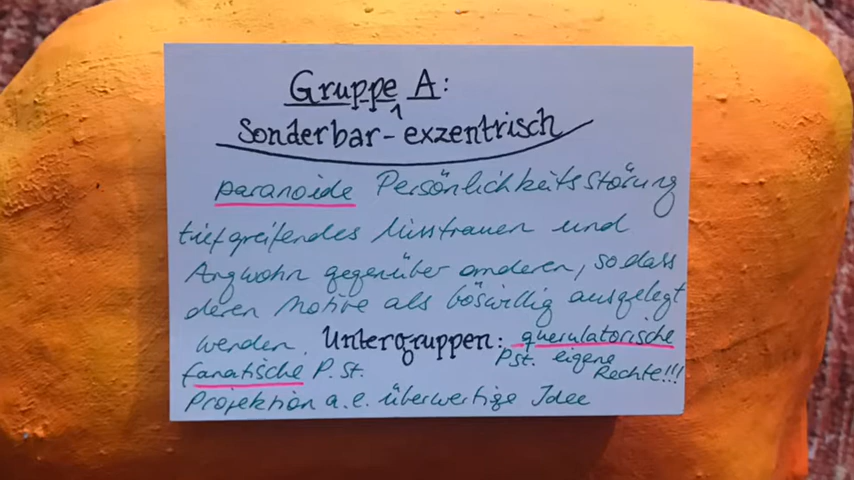 Gruppe A:
Sonderbar-exzentrisch
paranoide Persönlichkeitsstörung
tiefgreifendes Misstrauen und
Argwohn gegenüber anderen, sodass
deren Motive als böswillig ausgelegt
werden. Untergruppen: querulatorische
Pst. eigene
Rechte!!!
fanatische P.st.
Projektion a.e. überwertige Idee